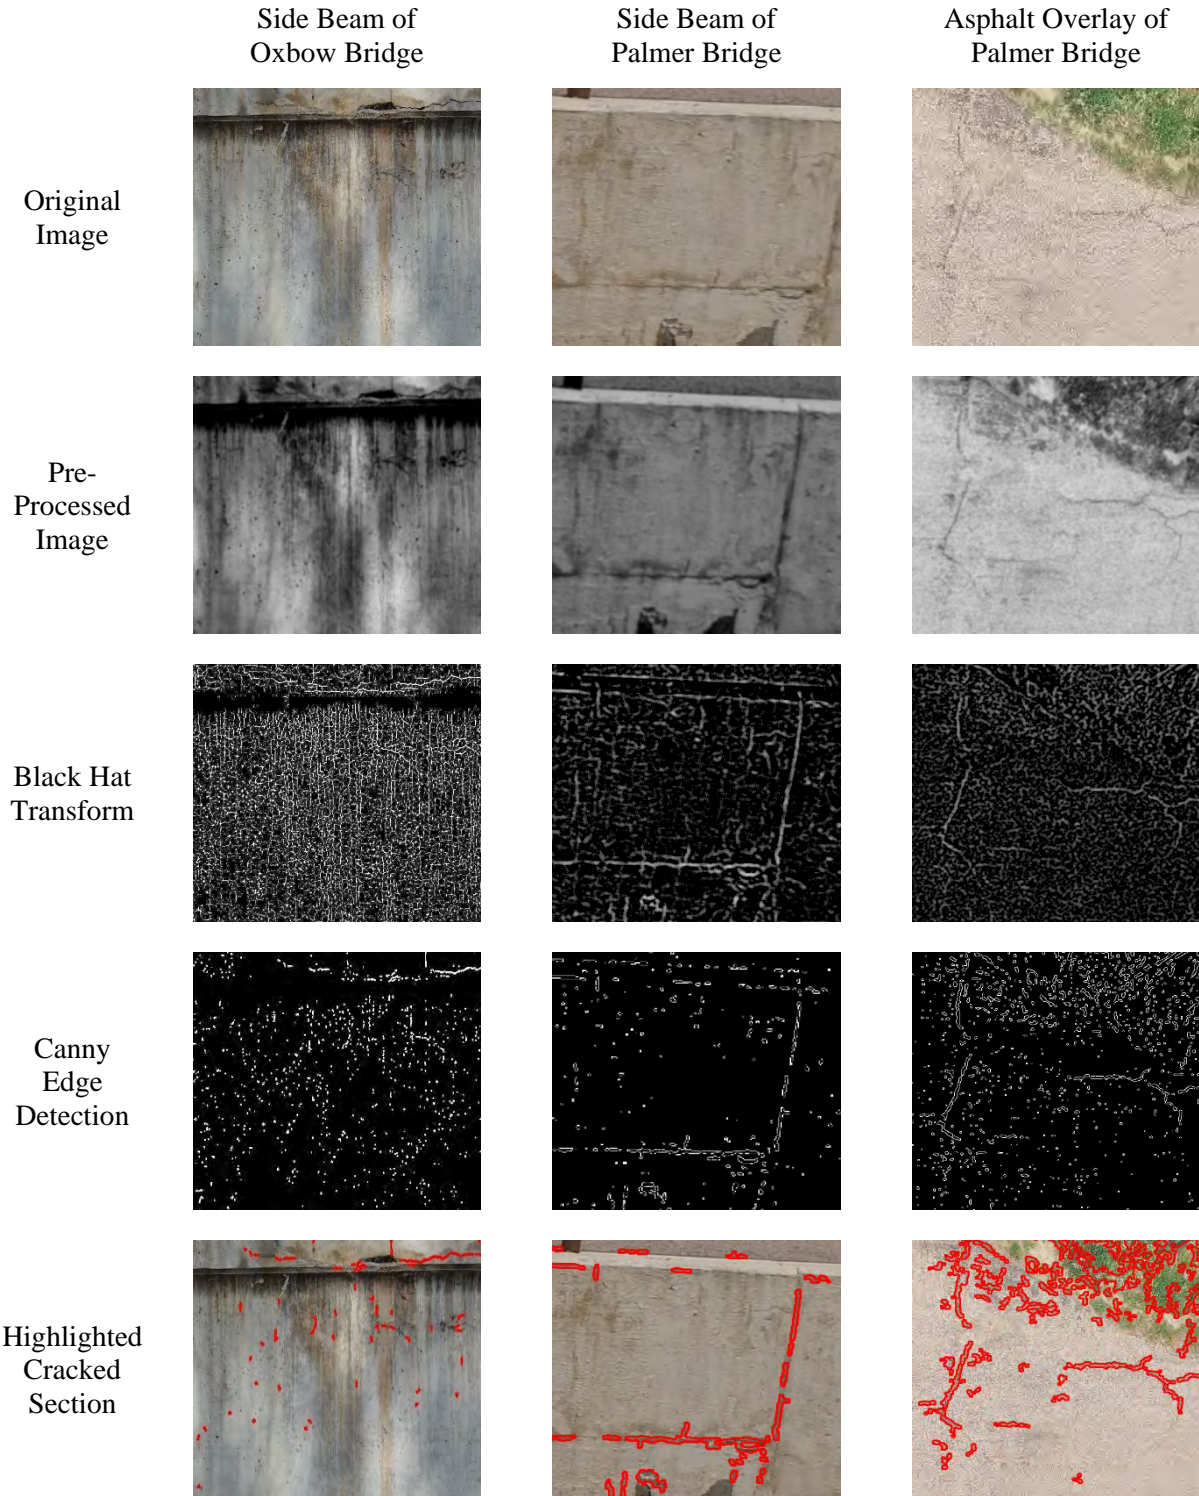 Side Beam of
Oxbow Bridge
Side Beam of
Palmer Bridge
Asphalt Overlay of
Palmer Bridge
Original
Image
Pre-
Processed
Image
Black Hat
Transform
Canny
Edge
Detection
Highlighted
Cracked
Section